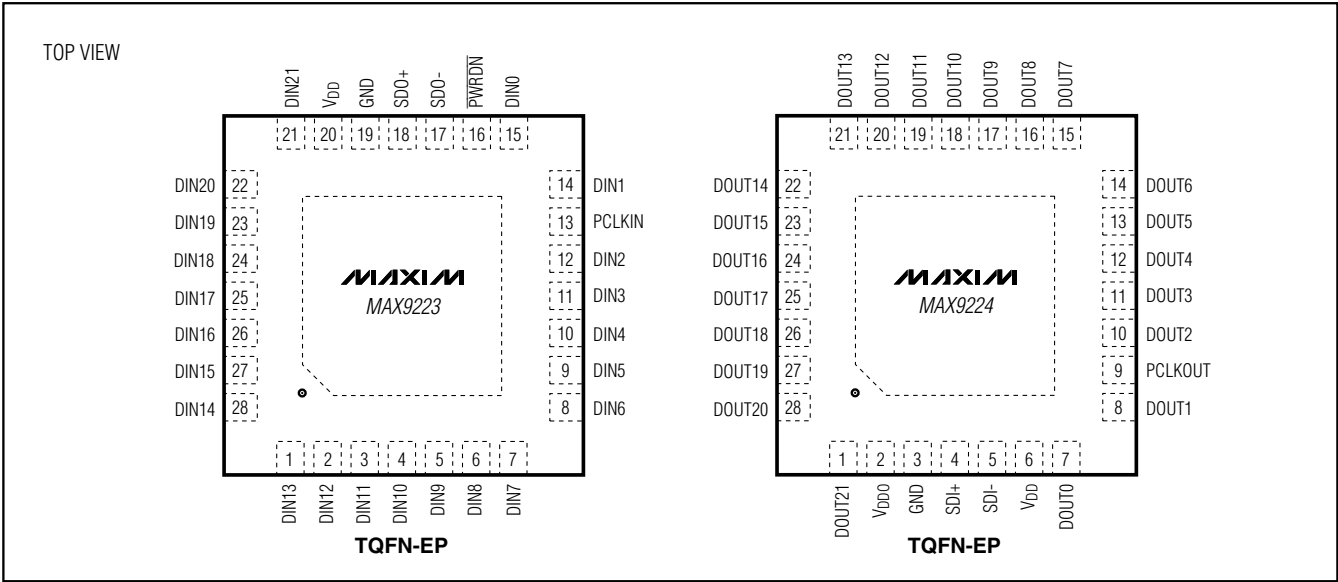 TOP VIEW
DIN21 VDD GND SDO+ SDO- PWRDN DIN0
21 20 19 18 17 16 15
DIN20 22 14 DIN1
DIN19 23 13 PCLKIN
DIN18 24 12 DIN2
DIN17 25 11 DIN3
DIN16 26 10 DIN4
DIN15 27 9 DIN5
DIN14 28 8 DIN6
MAXIM
MAX9223
1 2 3 4 5 6 7
DIN13 DIN12 DIN11 DIN10 DIN9 DIN8 DIN7
TQFN-EP
DOUT13 DOUT12 DOUT11 DOUT10 DOUT9 DOUT8 DOUT7
21 20 19 18 17 16 15
DOUT14 22 14 DOUT6
DOUT15 23 13 DOUT5
DOUT16 24 12 DOUT4
DOUT17 25 11 DOUT3
DOUT18 26 10 DOUT2
DOUT19 27 9 PCLKOUT
DOUT20 28 8 DOUT1
MAXIM
MAX9224
1 2 3 4 5 6 7
DOUT21 VDDO GND SDI+ SDI- VDD DOUT0
TQFN-EP